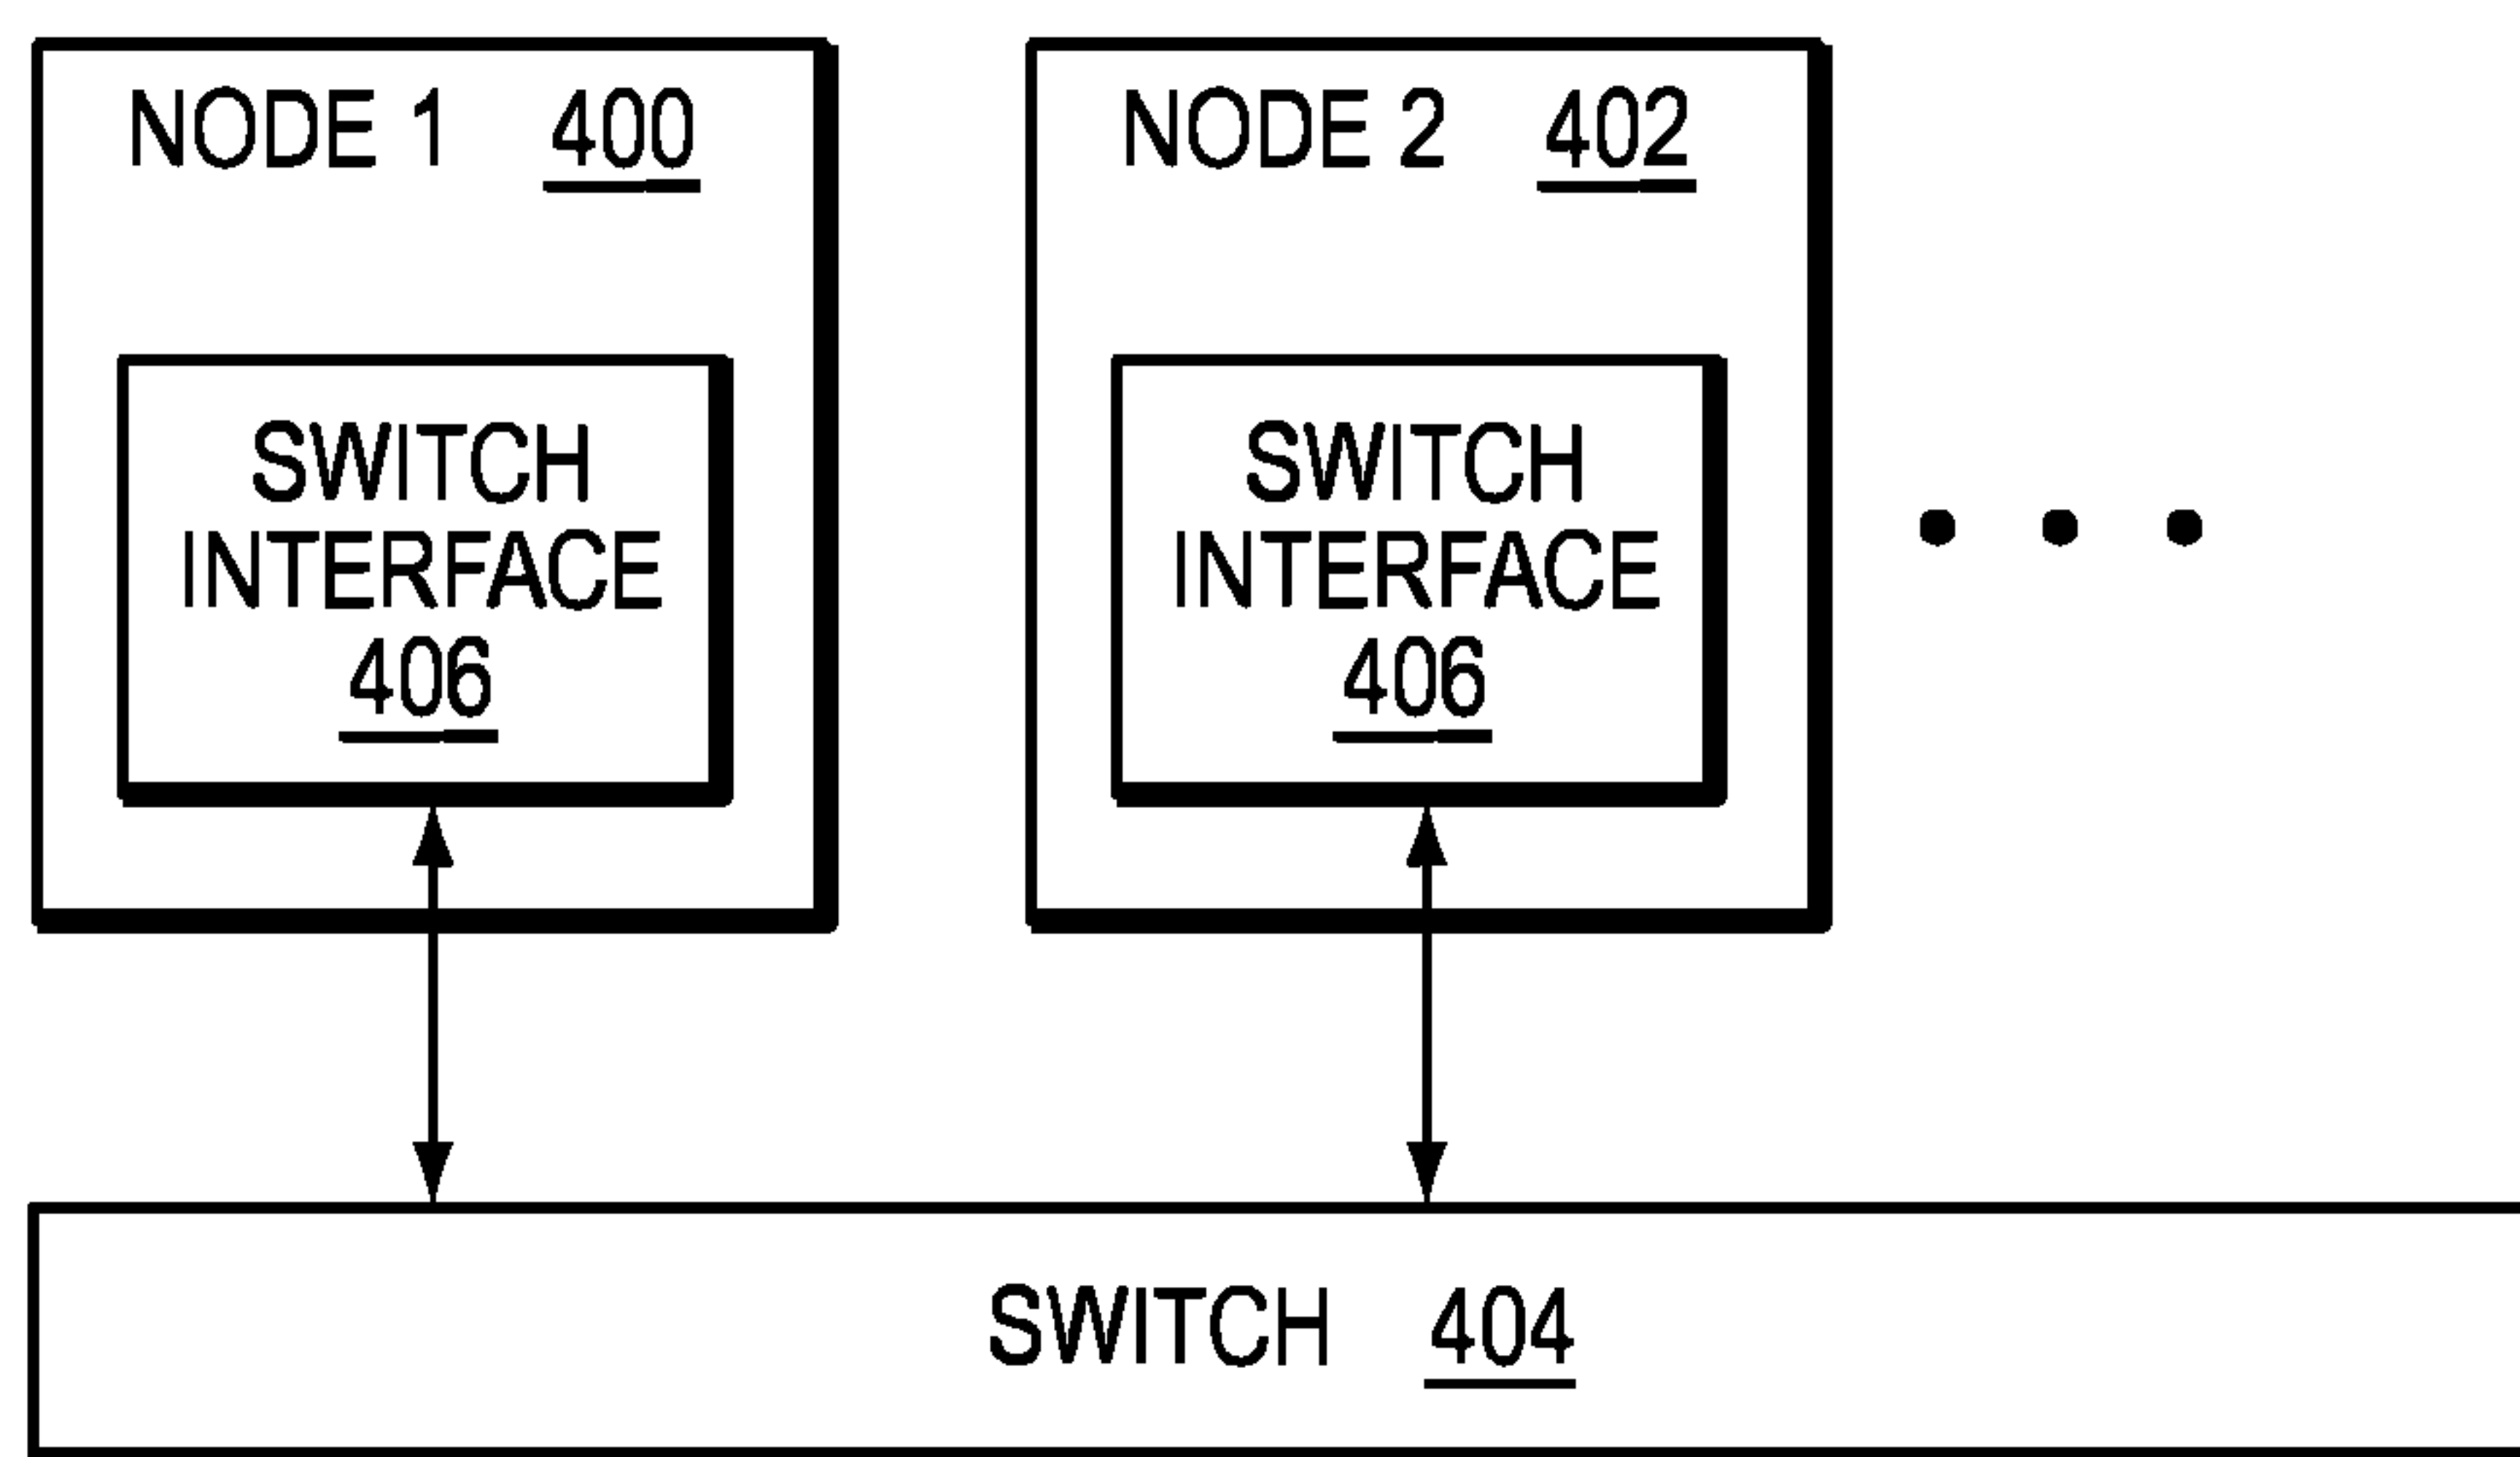 NODE 1 400
SWITCH
INTERFACE
406
NODE 2 402
SWITCH
INTERFACE
406
• • •
SWITCH 404